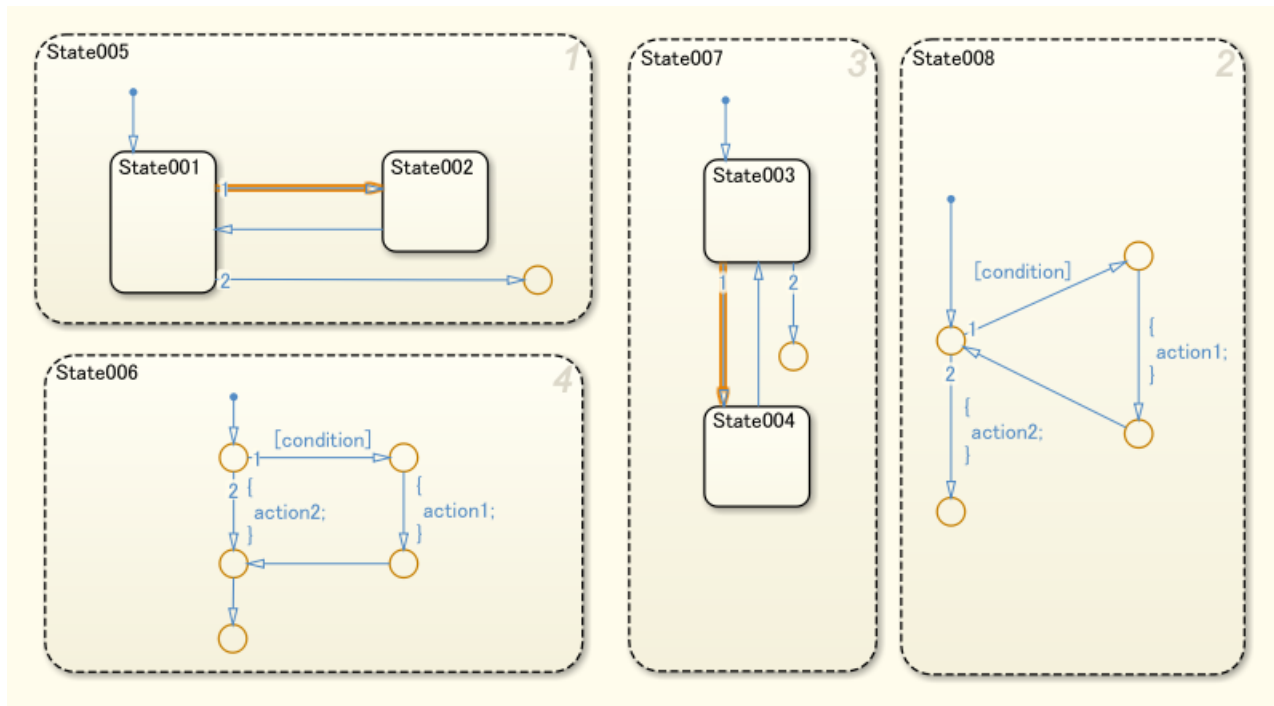 State005
1
State001
State002
1
2
State006
4
[condition]
1
2
{
action2;
}
{
action1;
}
State007
3
State003
1
2
State004
State008
2
[condition]
1
2
{
action1;
}
{
action2;
}